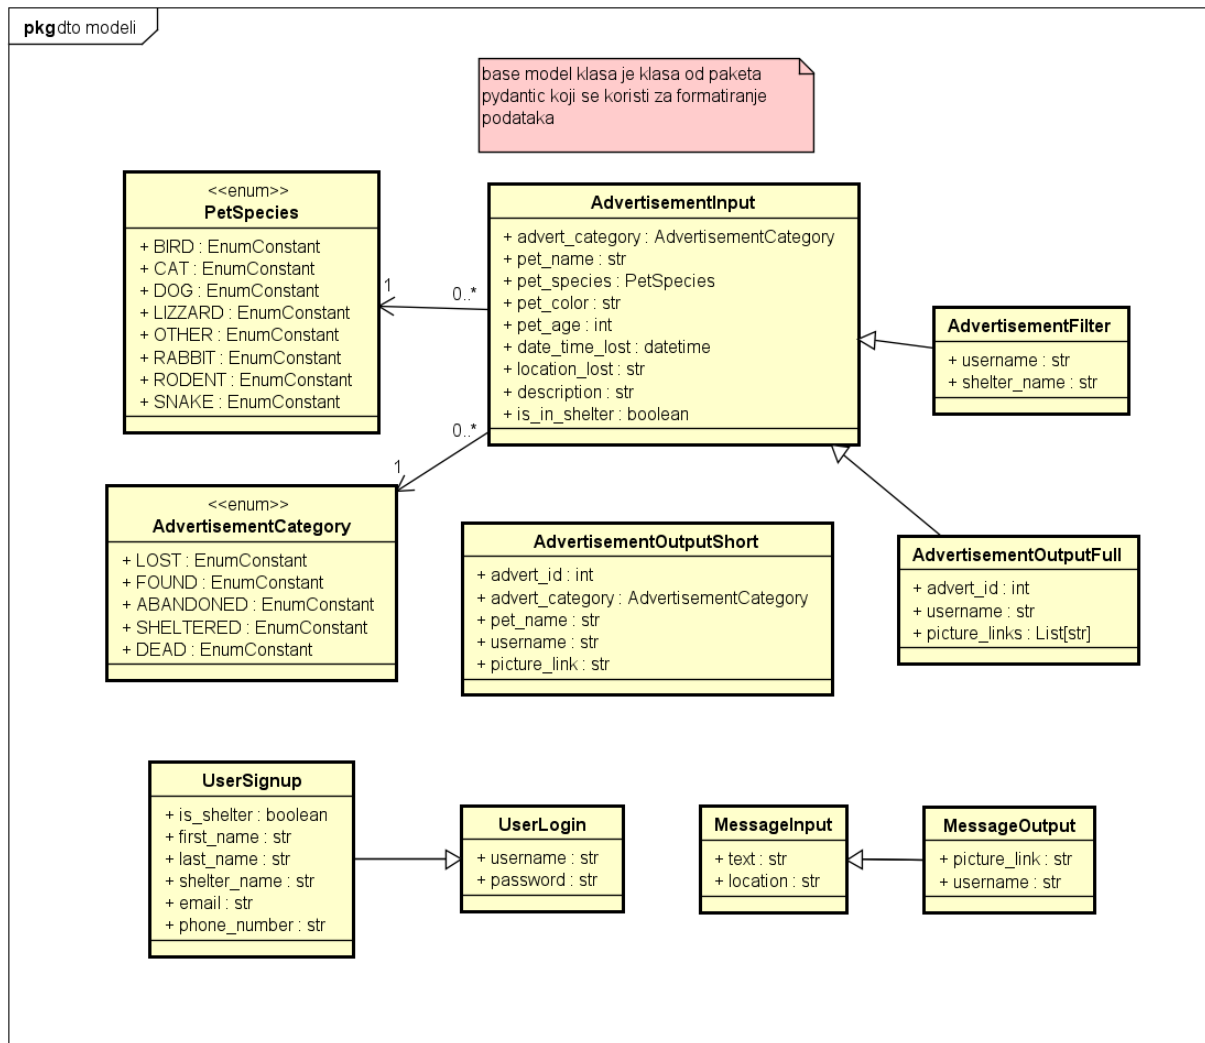 pkg dto modeli
base model klasa je klasa od paketa
pydantic koji se koristi za formatiranje
podataka
<<enum>>
PetSpecies
+ BIRD : EnumConstant
+ CAT : EnumConstant
+ DOG : EnumConstant
+ LIZZARD : EnumConstant
+ OTHER : EnumConstant
+ RABBIT : EnumConstant
+ RODENT : EnumConstant
+ SNAKE : EnumConstant
1
0..*
AdvertisementInput
+ advert_category : AdvertisementCategory
+ pet_name : str
+ pet_species : PetSpecies
+ pet_color : str
+ pet_age : int
+ date_time_lost : datetime
+ location_lost : str
+ description : str
+ is_in_shelter : boolean
AdvertisementFilter
+ username : str
+ shelter_name : str
0..*
1
<<enum>>
AdvertisementCategory
+ LOST : EnumConstant
+ FOUND : EnumConstant
+ ABANDONED : EnumConstant
+ SHELTERED : EnumConstant
+ DEAD : EnumConstant
AdvertisementOutputShort
+ advert_id : int
+ advert_category : AdvertisementCategory
+ pet_name : str
+ username : str
+ picture_link : str
AdvertisementOutputFull
+ advert_id : int
+ username : str
+ picture_links : List[str]
UserSignup
+ is_shelter : boolean
+ first_name : str
+ last_name : str
+ shelter_name : str
+ email : str
+ phone_number : str
UserLogin
+ username : str
+ password : str
MessageInput
+ text : str
+ location : str
MessageOutput
+ picture_link : str
+ username : str